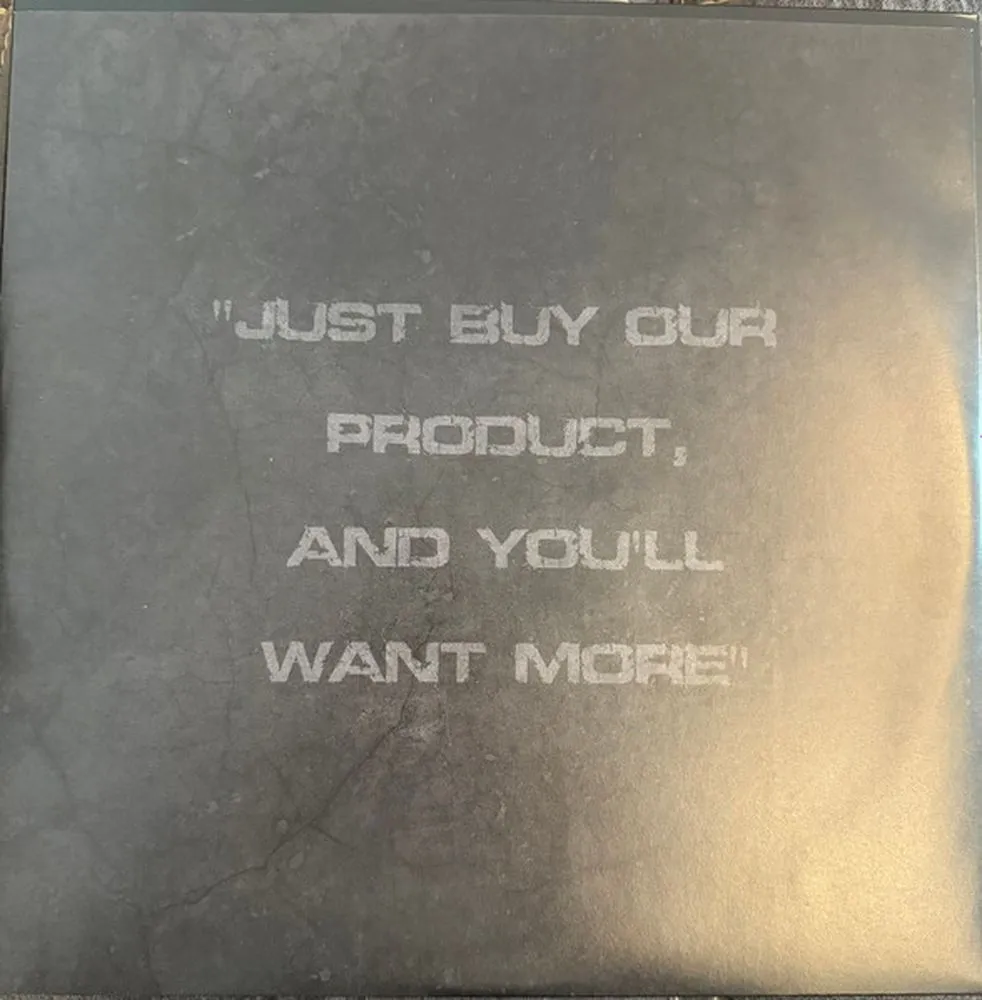 "JUST BUY OUR
PRODUCT,
AND YOU'LL
WANT MORE"